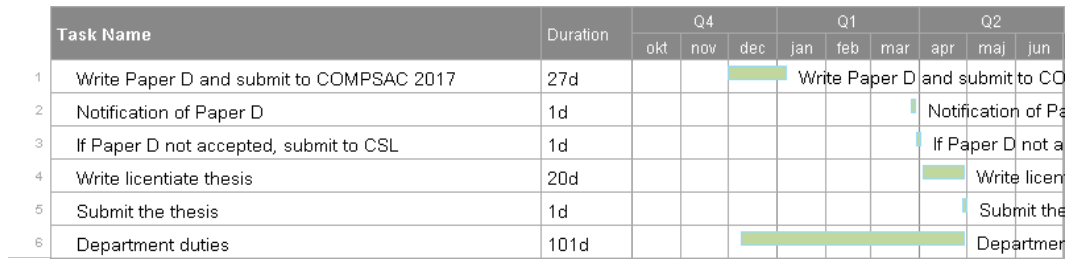 Task Name Duration Q4 Q1 Q2
okt nov dec jan feb mar apr maj jun
1 Write Paper D and submit to COMPSAC 2017 27d Write Paper D and submit to CO
2 Notification of Paper D 1d Notification of Pa
3 If Paper D not accepted, submit to CSL 1d If Paper D not a
4 Write licentiate thesis 20d Write licen
5 Submit the thesis 1d Submit the
6 Department duties 101d Departmer